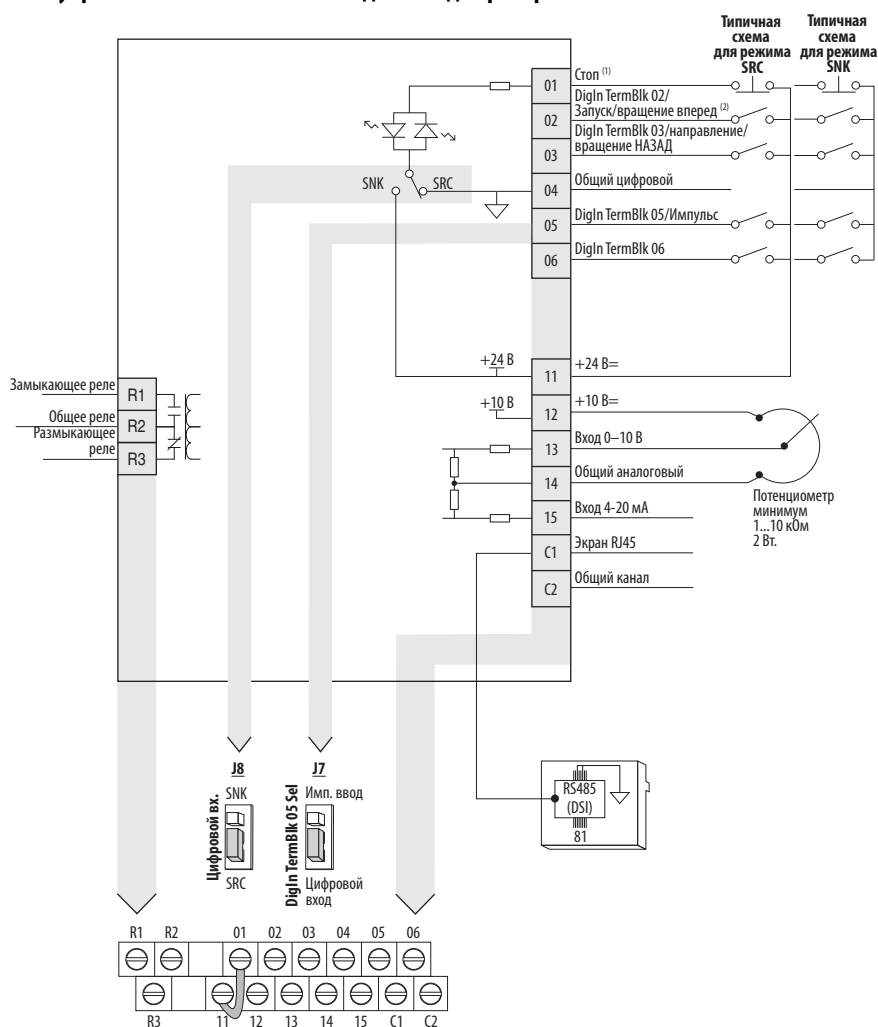 Типичная
схема
для режима
SRC
Типичная
схема
для режима
SNK
01
Стоп (1)
02
DigIn TermBlk 02/
Запуск/вращение вперед (2)
03
DigIn TermBlk 03/направление/
вращение НАЗАД
04
Общий цифровой
05
DigIn TermBlk 05/Импульс
06
DigIn TermBlk 06
SNK
SRC
+24 В
11
+24 В=
+10 В
12
+10 В=
13
Вход 0–10 В
14
Общий аналоговый
15
Вход 4-20 мА
C1
Экран RJ45
C2
Общий канал
Потенциометр
минимум
1...10 кОм
2 Вт.
Замыкающее реле
R1
Общее реле
R2
Размыкающее
реле
R3
J8
Цифровой вх.
SNK
SRC
J7
DigIn TermBlk 05 Sel
Имп. ввод
Цифровой
вход
RS485
(DSI)
81
R1 R2 01 02 03 04 05 06
R3 11 12 13 14 15 C1 C2